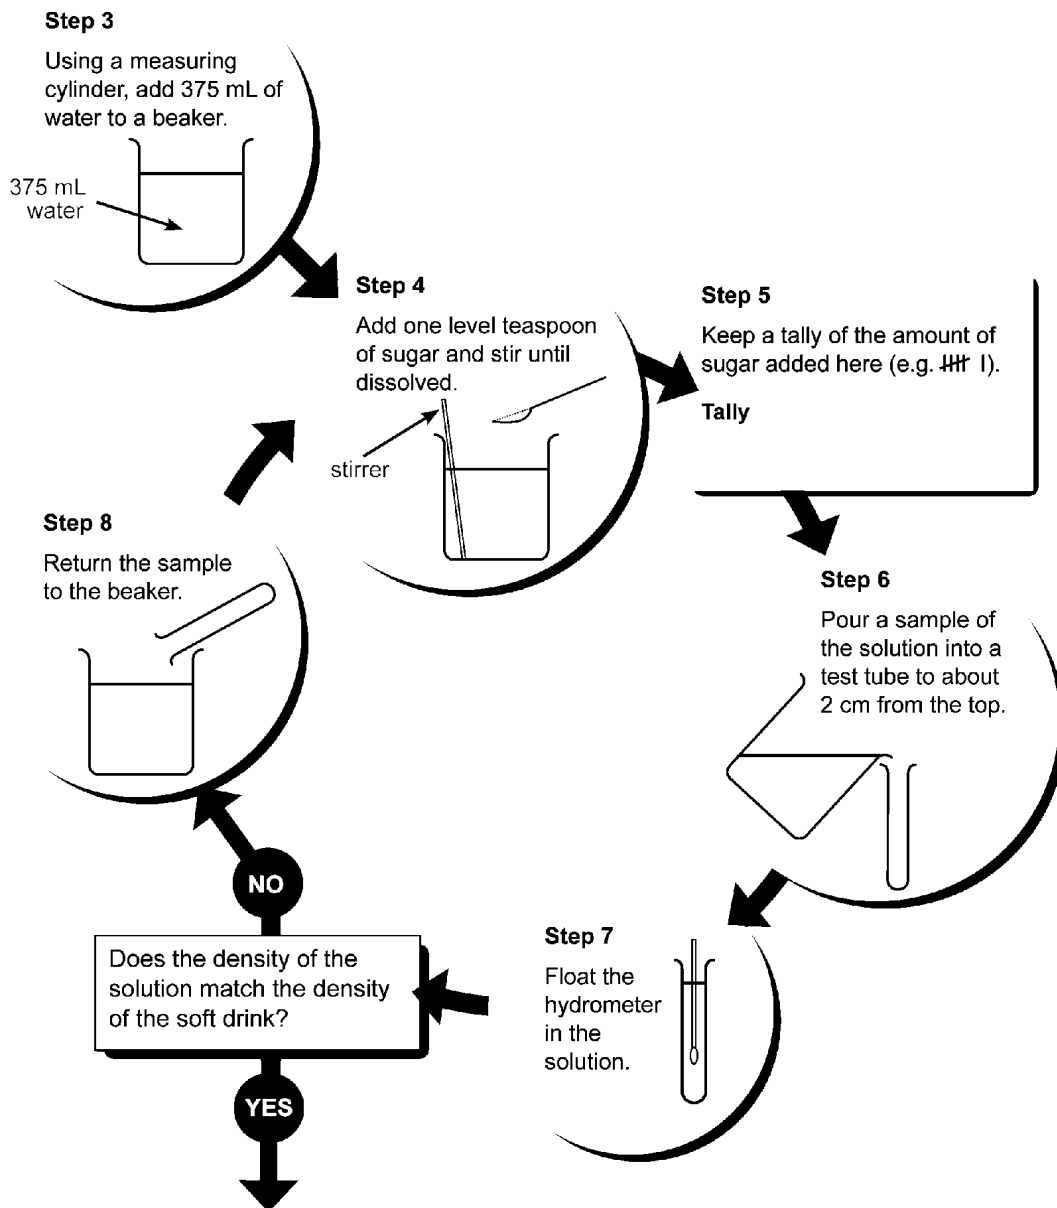 Step 3
Using a measuring
cylinder, add 375 mL of
water to a beaker.
375 mL
water
Step 4
Add one level teaspoon
of sugar and stir until
dissolved.
stirrer
Step 5
Keep a tally of the amount of
sugar added here (e.g. 卌 I).
Tally
Step 6
Pour a sample of
the solution into a
test tube to about
2 cm from the top.
Step 7
Float the
hydrometer
in the
solution.
Does the density of the
solution match the density
of the soft drink?
NO
YES
Step 8
Return the sample
to the beaker.